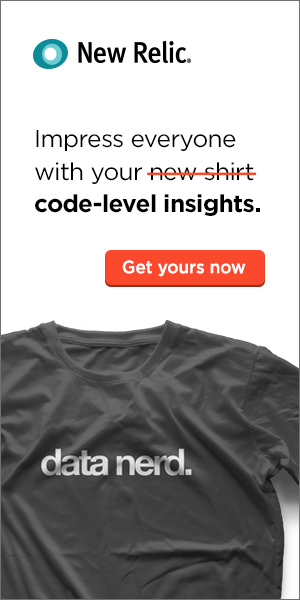 New Relic®
Impress everyone
with your new shirt
code-level insights.
Get yours now
data nerd.